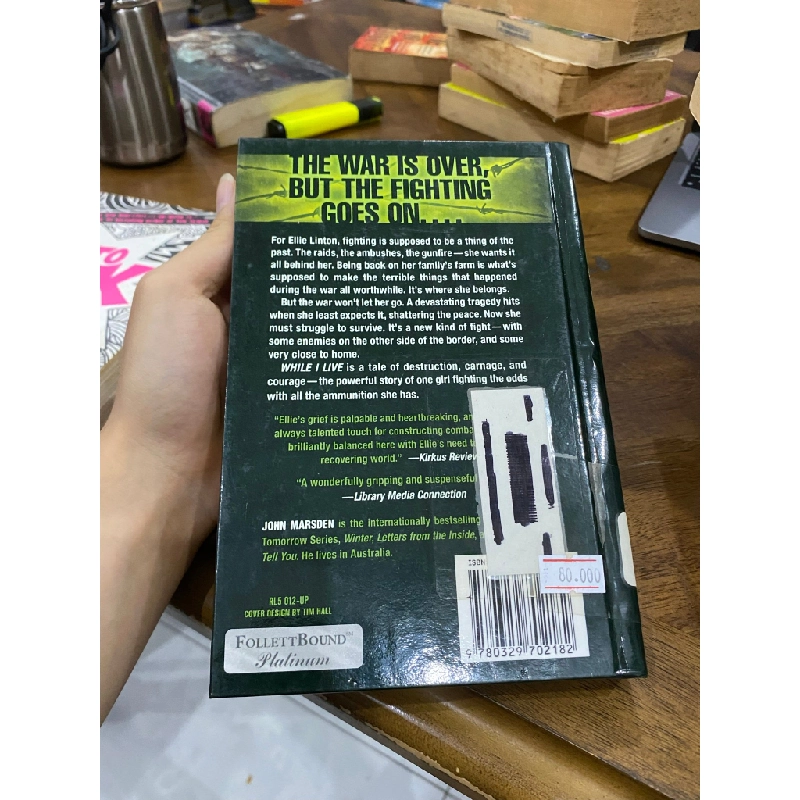 THE WAR IS OVER,
BUT THE FIGHTING
GOES ON....
For Ellie Linton, fighting is supposed to be a thing of the
past. The raids, the ambushes, the gunfire—she wants it
all behind her. Being back on her family's farm is what's
supposed to make the terrible things that happened
during the war all worthwhile. It's where she belongs.
But the war won't let her go. A devastating tragedy hits
when she least expects it, shattering the peace. Now she
must struggle to survive. It's a new kind of fight—with
some enemies on the other side of the border, and some
very close to home.
WHILE I LIVE is a tale of destruction, carnage, and
courage—the powerful story of one girl fighting the odds
with all the ammunition she has.
"Ellie's grief is palpable and heartbreaking,
always talented touch for constructing
brilliantly balanced here with Ellie's need
recovering world." —Kirkus
"A wonderfully gripping and
—Library Media Connection
JOHN MARSDEN is the internationally bestselling
Tomorrow Series, Winter, Letters from the Inside,
Tell You. He lives in Australia.
RL5 012-UP
COVER DESIGN BY TIM HALL
FOLLETTBOUND™
Platinum
ISBN
60.000
9 780329 702182
TO